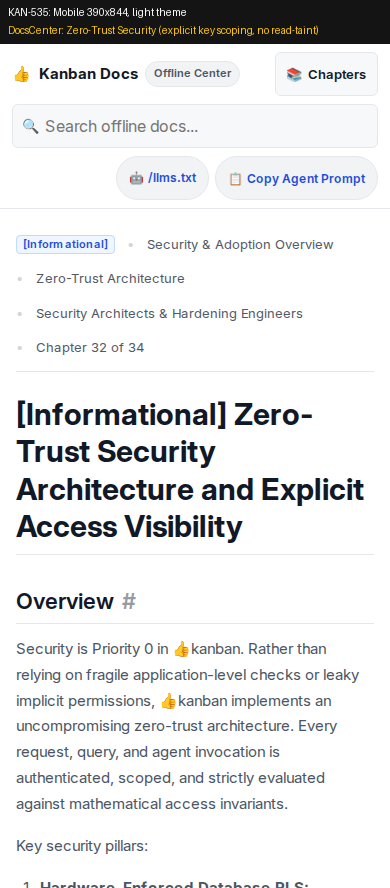 KAN-535: Mobile 390x844, light theme
DocsCenter: Zero-Trust Security (explicit key scoping, no read-taint)
👍 Kanban Docs Offline Center 📚 Chapters
🔍 Search offline docs...
🤖 /llms.txt 📋 Copy Agent Prompt
[Informational] • Security & Adoption Overview
• Zero-Trust Architecture
• Security Architects & Hardening Engineers
• Chapter 32 of 34
[Informational] Zero-
Trust Security
Architecture and Explicit
Access Visibility
Overview #
Security is Priority 0 in 👍kanban. Rather than
relying on fragile application-level checks or leaky
implicit permissions, 👍kanban implements an
uncompromising zero-trust architecture. Every
request, query, and agent invocation is
authenticated, scoped, and strictly evaluated
against mathematical access invariants.
Key security pillars:
1. Hardware-Enforced Database RLS: